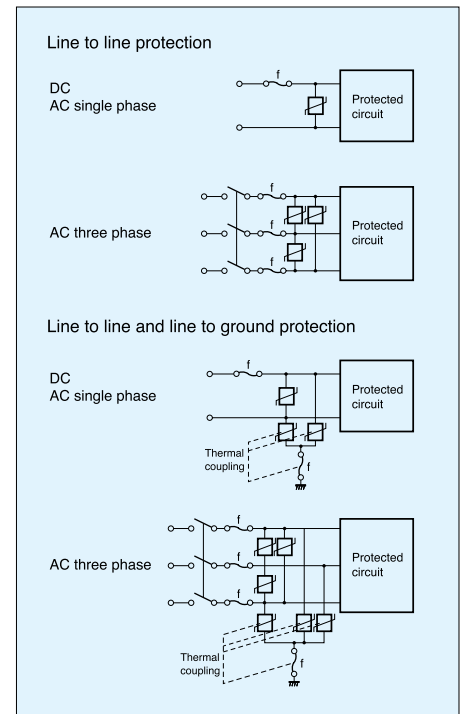 Line to line protection
f
DC
AC single phase
Protected
circuit
f
f
f
AC three phase
Protected
circuit
Line to line and line to ground protection
f
DC
AC single phase
Protected
circuit
Thermal
coupling
f
f
f
f
AC three phase
Protected
circuit
Thermal
coupling
f